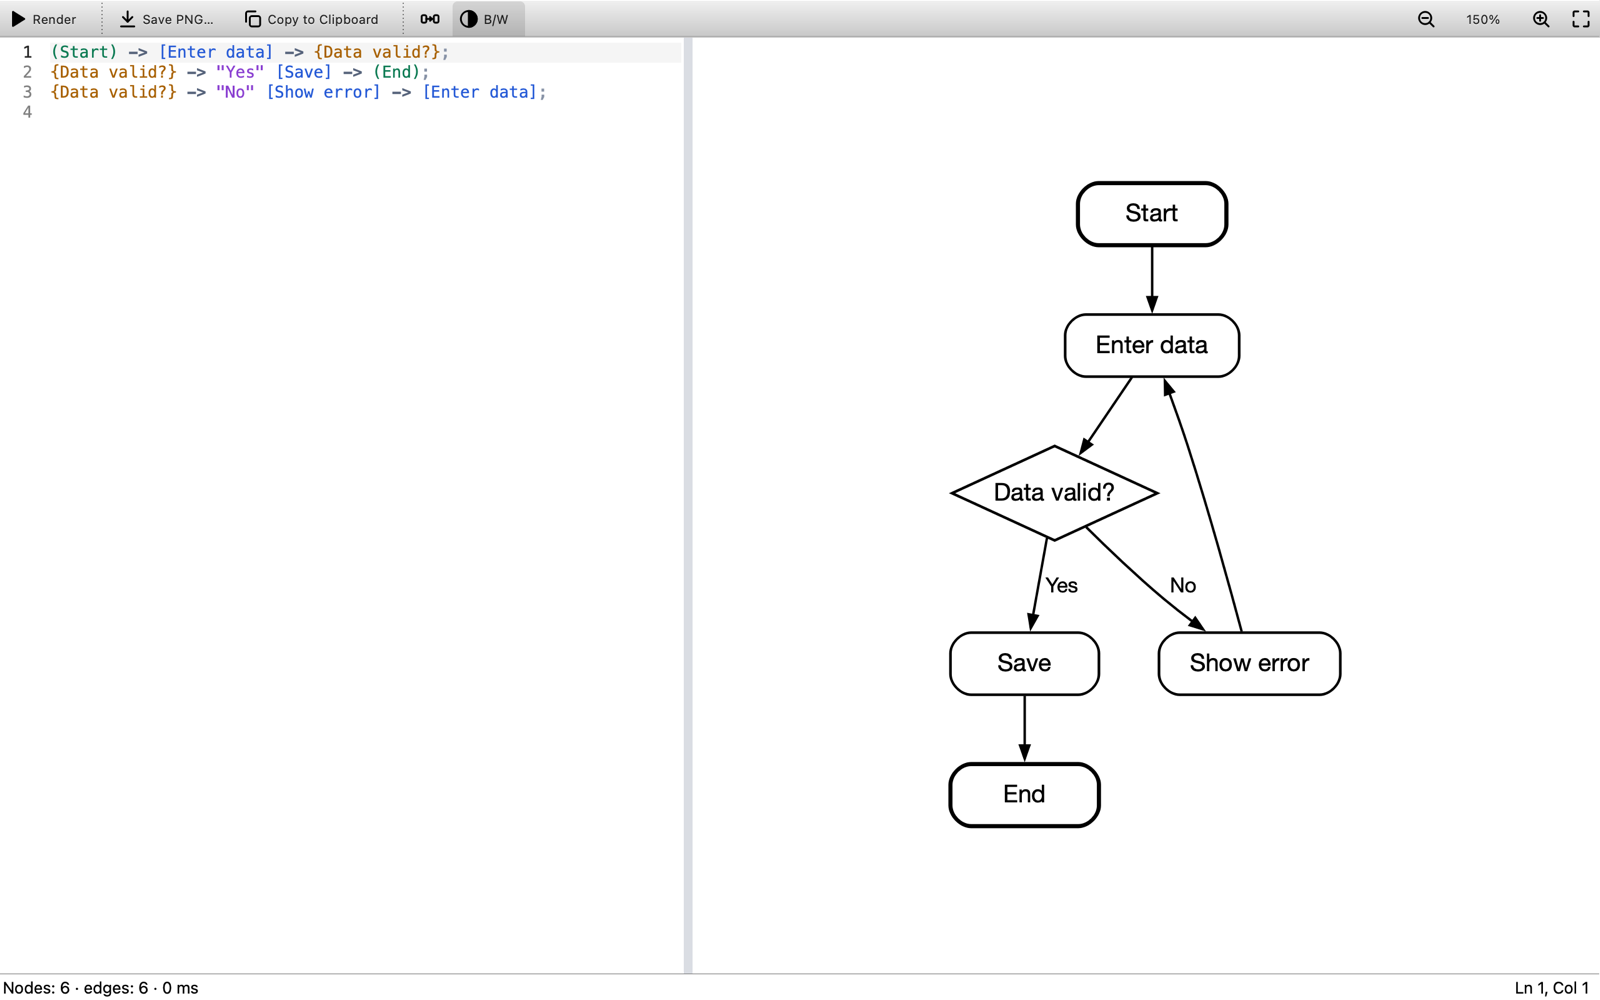 Render Save PNG... Copy to Clipboard B/W 150%
1 (Start) -> [Enter data] -> {Data valid?};
2 {Data valid?} -> "Yes" [Save] -> (End);
3 {Data valid?} -> "No" [Show error] -> [Enter data];
4
Start
Enter data
Data valid?
Yes No
Save Show error
End
Nodes: 6 · edges: 6 · 0 ms Ln 1, Col 1